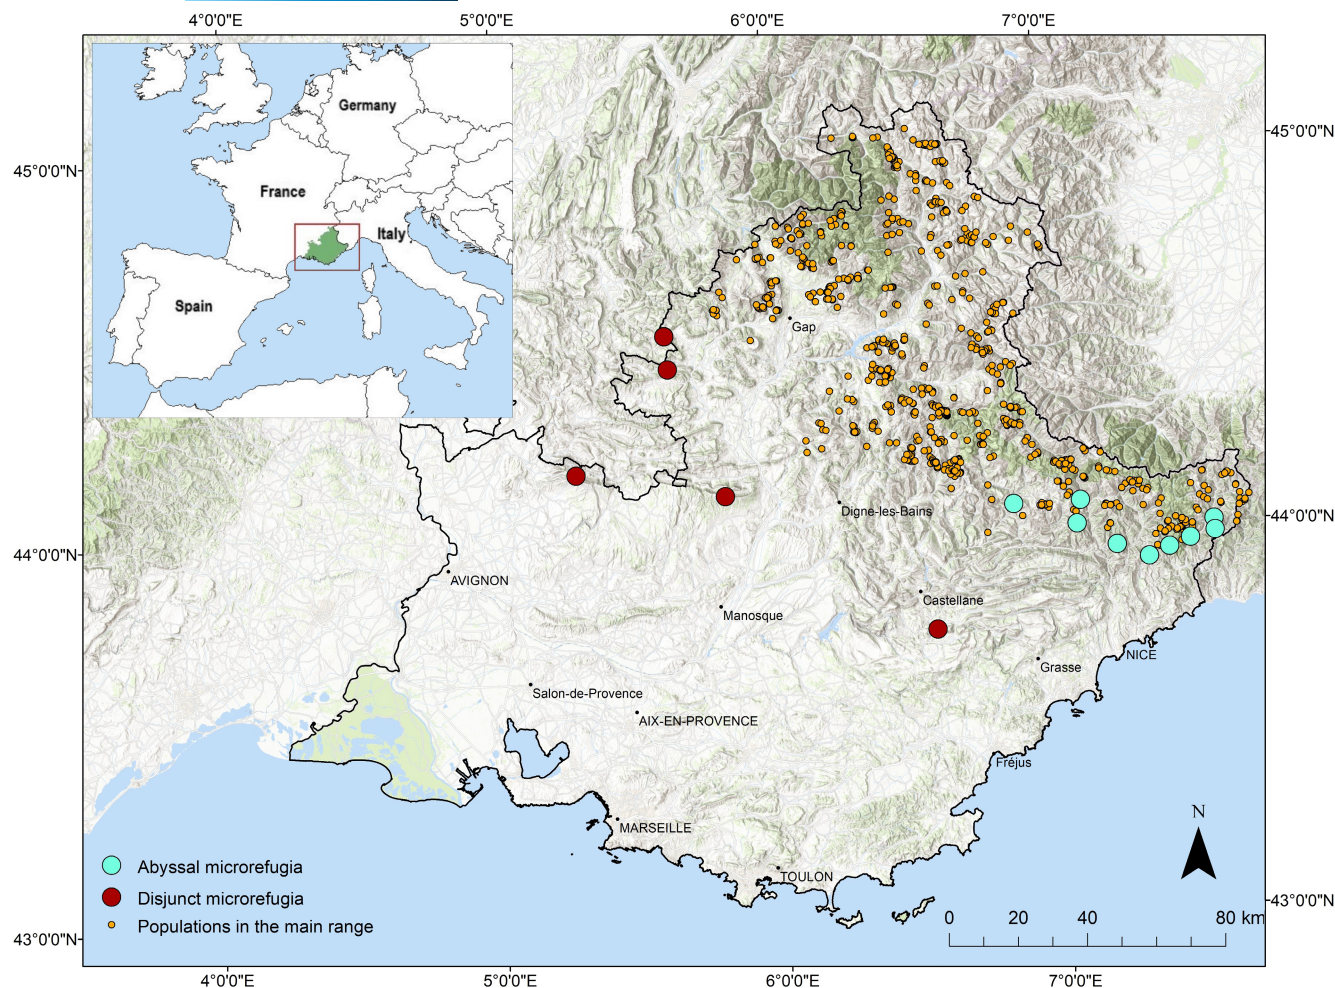 4°0'0"E 5°0'0"E 6°0'0"E 7°0'0"E
Germany
France
Italy
Spain
45°0'0"N
45°0'0"N
Gap
Digne-les-Bains
44°0'0"N
44°0'0"N
AVIGNON
Castellane
Manosque
NICE
Grasse
Salon-de-Provence
AIX-EN-PROVENCE
Fréjus
MARSEILLE
TOULON
N
Abyssal microrefugia
Disjunct microrefugia
Populations in the main range
0 20 40 80 km
43°0'0"N
43°0'0"N
4°0'0"E 5°0'0"E 6°0'0"E 7°0'0"E